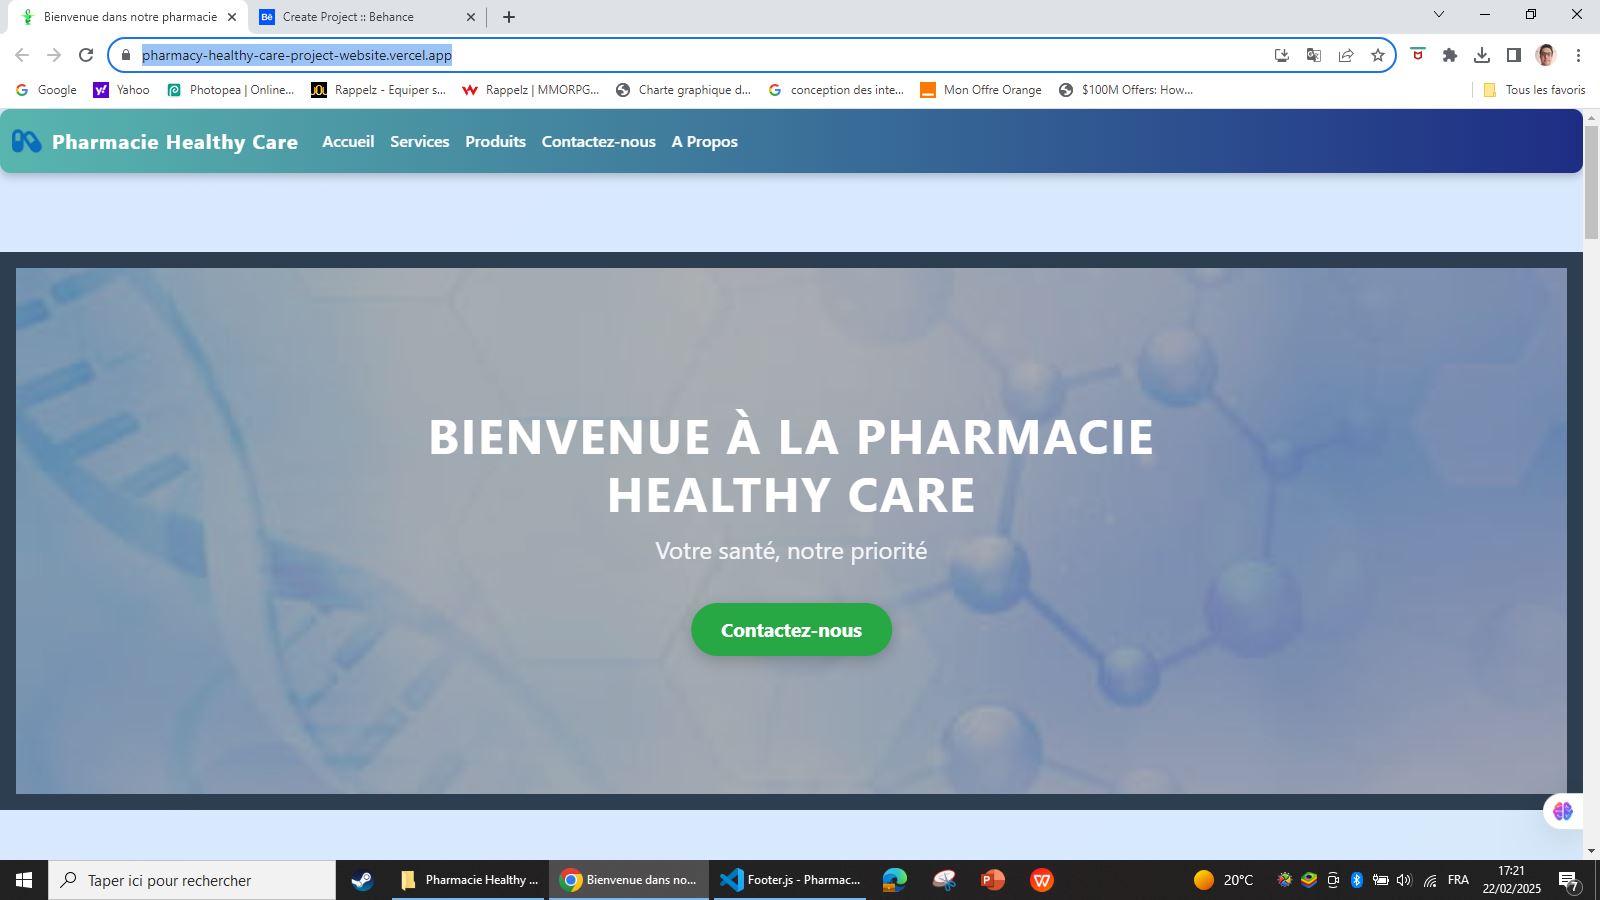 Bienvenue dans notre pharmacie
Bē Create Project :: Behance
pharmacy-healthy-care-project-website.vercel.app
Google
Yahoo
Photopea | Online...
JOL Rappelz - Equiper s...
Rappelz | MMORPG...
Charte graphique d...
conception des inte...
Mon Offre Orange
$100M Offers: How...
Tous les favoris
Pharmacie Healthy Care
Accueil
Services
Produits
Contactez-nous
A Propos
BIENVENUE À LA PHARMACIE
HEALTHY CARE
Votre santé, notre priorité
Contactez-nous
Taper ici pour rechercher
Pharmacie Healthy ...
Bienvenue dans no...
Footer.js - Pharmac...
20°C
FRA
17:21
22/02/2025
7